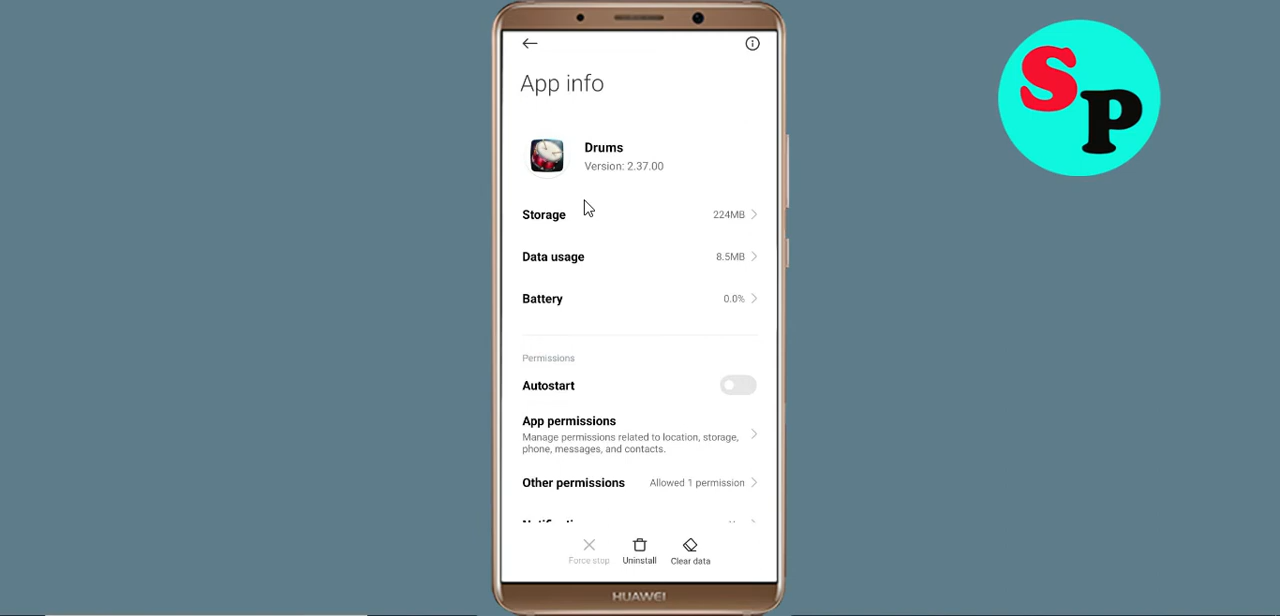 SP
App info
Drums
Version: 2.37.00
Storage 224MB
Data usage 8.5MB
Battery 0.0%
Permissions
Autostart
App permissions
Manage permissions related to location, storage,
phone, messages, and contacts.
Other permissions Allowed 1 permission
Force stop Uninstall Clear data
HUAWEI